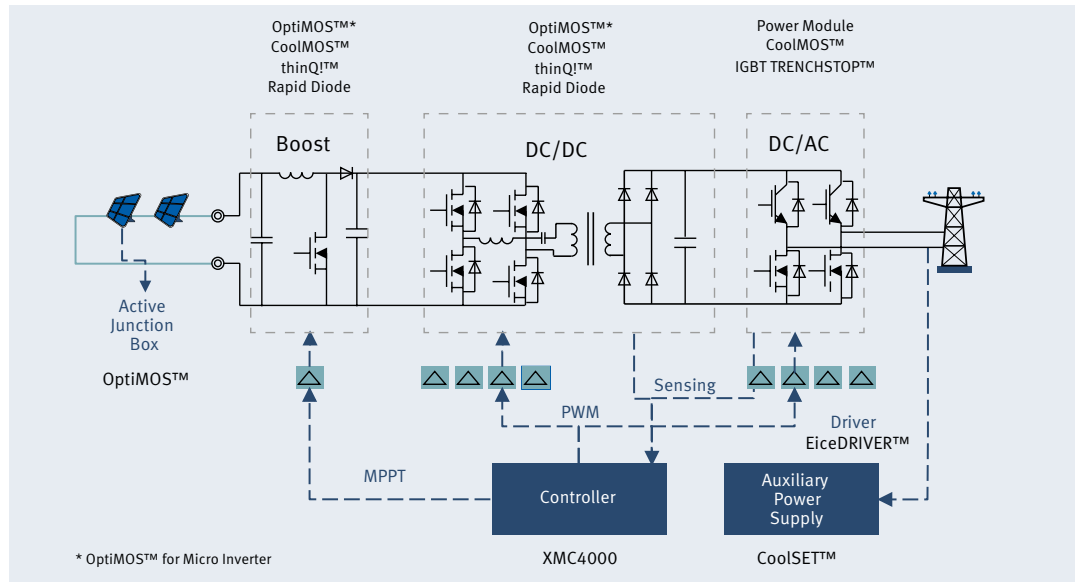 OptiMOS™*
CoolMOS™
thinQ!™
Rapid Diode
OptiMOS™*
CoolMOS™
thinQ!™
Rapid Diode
Power Module
CoolMOS™
IGBT TRENCHSTOP™
Boost
DC/DC
DC/AC
Active
Junction
Box
OptiMOS™
Sensing
PWM
Driver
EiceDRIVER™
MPPT
Controller
Auxiliary
Power
Supply
* OptiMOS™ for Micro Inverter
XMC4000
CoolSET™